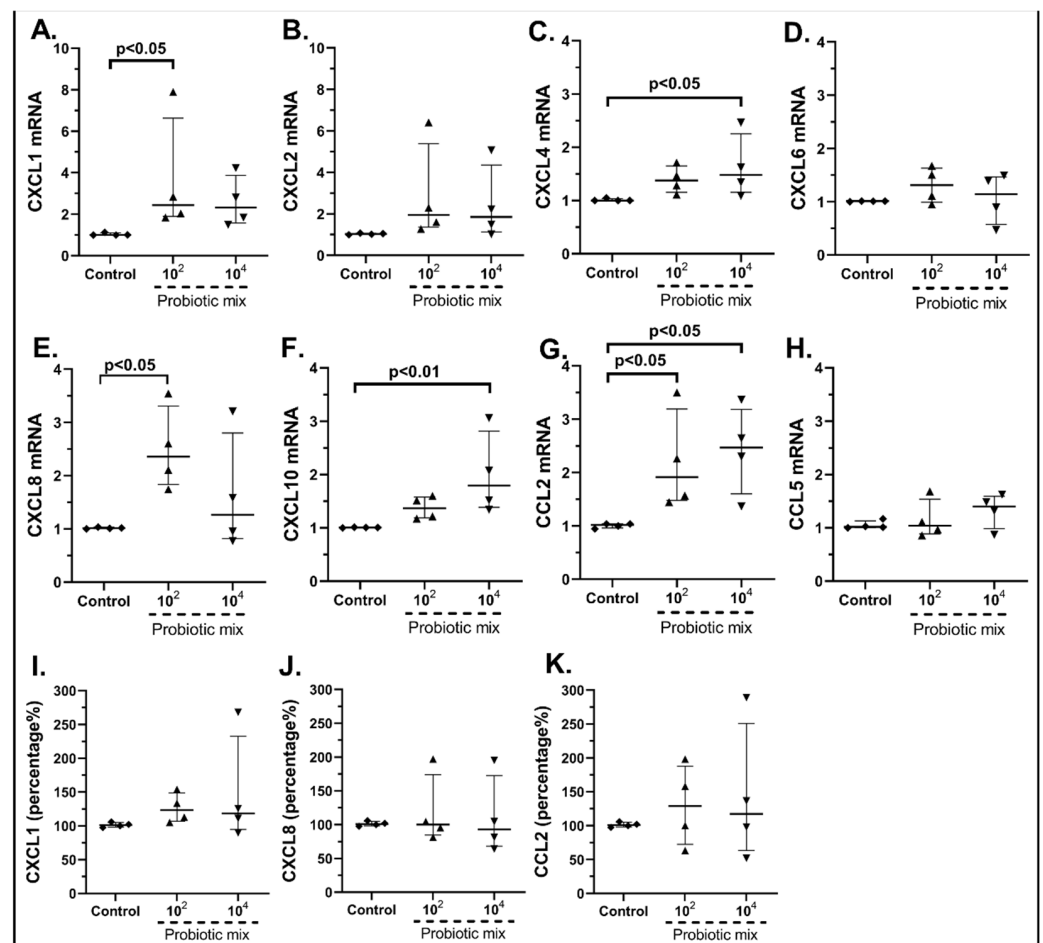 A.
p<0.05
CXCL1 mRNA
10
8
6
4
2
0
Control
10²
10⁴
Probiotic mix
B.
CXCL2 mRNA
10
8
6
4
2
0
Control
10²
10⁴
Probiotic mix
C.
p<0.05
CXCL4 mRNA
4
3
2
1
0
Control
10²
10⁴
Probiotic mix
D.
CXCL6 mRNA
4
3
2
1
0
Control
10²
10⁴
Probiotic mix
E.
p<0.05
CXCL8 mRNA
4
3
2
1
0
Control
10²
10⁴
Probiotic mix
F.
p<0.01
CXCL10 mRNA
4
3
2
1
0
Control
10²
10⁴
Probiotic mix
G.
p<0.05
p<0.05
CCL2 mRNA
4
3
2
1
0
Control
10²
10⁴
Probiotic mix
H.
CCL5 mRNA
4
3
2
1
0
Control
10²
10⁴
Probiotic mix
I.
CXCL1 (percentage%)
300
250
200
150
100
50
0
Control
10²
10⁴
Probiotic mix
J.
CXCL8 (percentage%)
300
250
200
150
100
50
0
Control
10²
10⁴
Probiotic mix
K.
CCL2 (percentage%)
300
250
200
150
100
50
0
Control
10²
10⁴
Probiotic mix